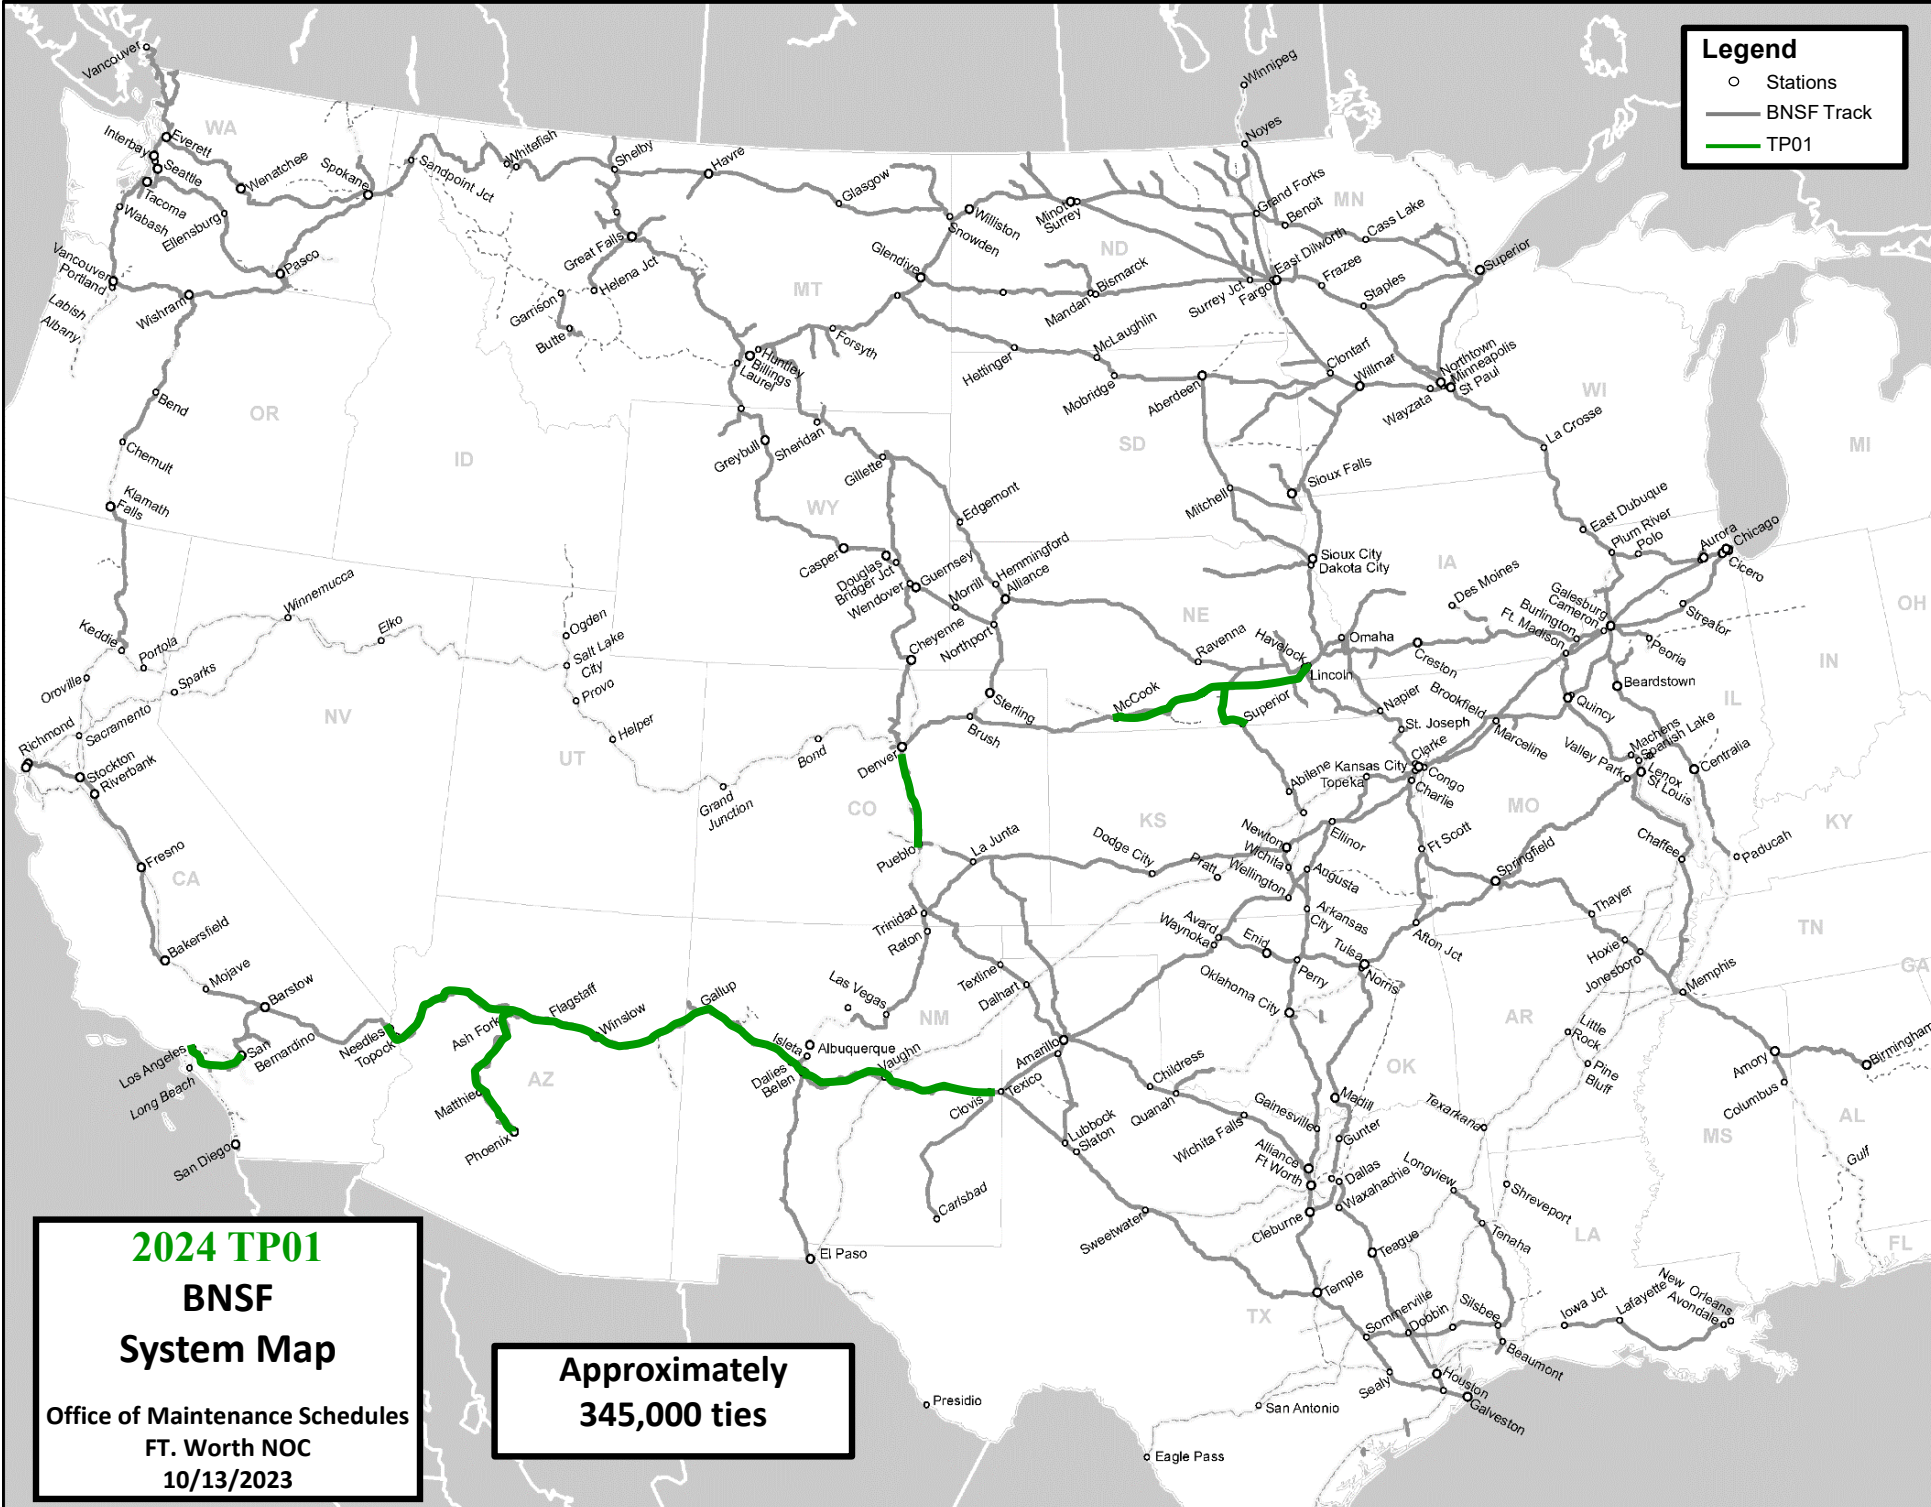 Legend
Stations
BNSF Track
TP01
Vancouver
Winnipeg
Noyes
WA
Everett
Interbay
Seattle
Tacoma
Wabash
Wenatchee
Ellensburg
Spokane
Sandpoint Jct
Whitefish
Shelby
Havre
Glasgow
Williston
Snowden
Minot
Surrey
ND
Grand Forks
Benoit
MN
Cass Lake
Superior
Vancouver
Portland
Labish
Albany
Wishram
Pasco
Great Falls
Helena Jct
Garrison
Butte
MT
Glendive
Forsyth
Huntley
Billings
Laurel
Mandan
Bismarck
Surrey Jct
Fargo
East Dilworth
Frazee
Staples
Hettinger
McLaughlin
Mobridge
Aberdeen
Clontarf
Willmar
Wayzata
Northtown
Minneapolis
St Paul
WI
La Crosse
MI
Bend
OR
Chemult
ID
Klamath
Falls
Greybull
Sheridan
Gillette
WY
SD
Mitchell
Sioux Falls
Edgemont
Casper
Douglas
Bridger Jct
Wendover
Guernsey
Morrill
Hemmingford
Alliance
Northport
Cheyenne
Sioux City
Dakota City
IA
Des Moines
East Dubuque
Plum River
Polo
Aurora
Chicago
Cicero
Galesburg
Cameron
Burlington
Ft. Madison
Streator
Peoria
OH
NE
Ravenna
Havelock
Omaha
Lincoln
Creston
IN
Keddie
Portola
Winnemucca
Elko
Ogden
Salt Lake
City
Provo
Helper
Oroville
Sparks
Sacramento
Richmond
Stockton
Riverbank
NV
UT
Grand
Junction
Bond
Denver
Sterling
Brush
McCook
Superior
Napier
St. Joseph
Brookfield
Marceline
Quincy
Beardstown
IL
Machens
Spanish Lake
Valley Park
Lenox
St Louis
Centralia
CO
Pueblo
La Junta
KS
Dodge City
Abilene
Kansas City
Topeka
Clarke
Congo
Charlie
MO
KY
Newton
Wichita
Wellington
Pratt
Ellinor
Augusta
Ft Scott
Springfield
Chaffee
Paducah
Fresno
CA
Bakersfield
Mojave
Barstow
Trinidad
Raton
Las Vegas
Texline
Dalhart
Avard
Waynoka
Enid
Arkansas
City
Tulsa
Perry
Norris
Afton Jct
Thayer
Hoxie
Jonesboro
Memphis
TN
GA
Los Angeles
Long Beach
San
Bernardino
San Diego
Needles
Topock
Ash Fork
Flagstaff
Winslow
Gallup
AZ
Matthie
Phoenix
Isleta
Albuquerque
Dalies
Belen
Vaughn
NM
Clovis
Texico
Amarillo
Oklahoma City
Childress
Quanah
OK
AR
Little
Rock
Pine
Bluff
Amory
Columbus
Birmingham
AL
MS
Gulf
Lubbock
Slaton
Wichita Falls
Gainesville
Madill
Gunter
Texarkana
Alliance
Ft Worth
Dallas
Waxahachie
Longview
Shreveport
Carlsbad
El Paso
Sweetwater
Cleburne
Teague
Tenaha
LA
FL
Temple
TX
Sommerville
Dobbin
Silsbee
Beaumont
Iowa Jct
Lafayette
New Orleans
Avondale
Sealy
Houston
Galveston
Presidio
San Antonio
Eagle Pass
2024 TP01
BNSF
System Map
Office of Maintenance Schedules
FT. Worth NOC
10/13/2023
Approximately
345,000 ties